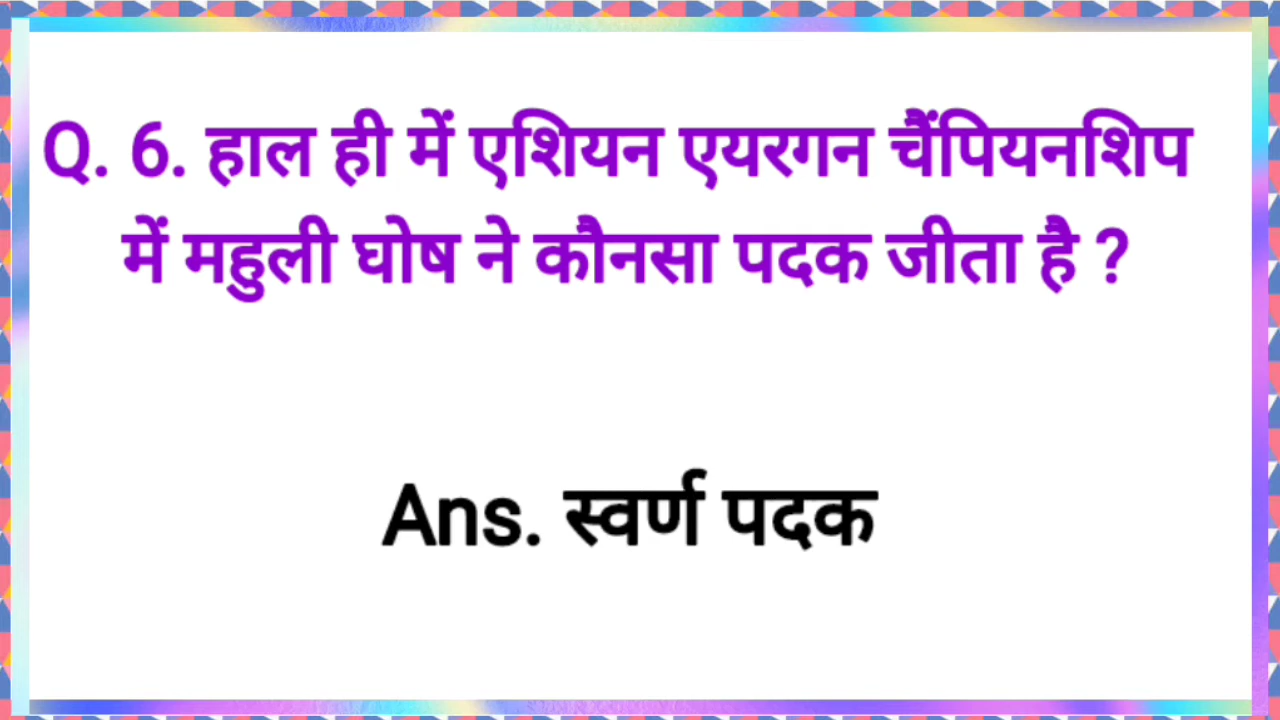 Q. 6. हाल ही में एशियन एयरगन चैंपियनशिप
में महुली घोष ने कौनसा पदक जीता है ?
Ans. स्वर्ण पदक